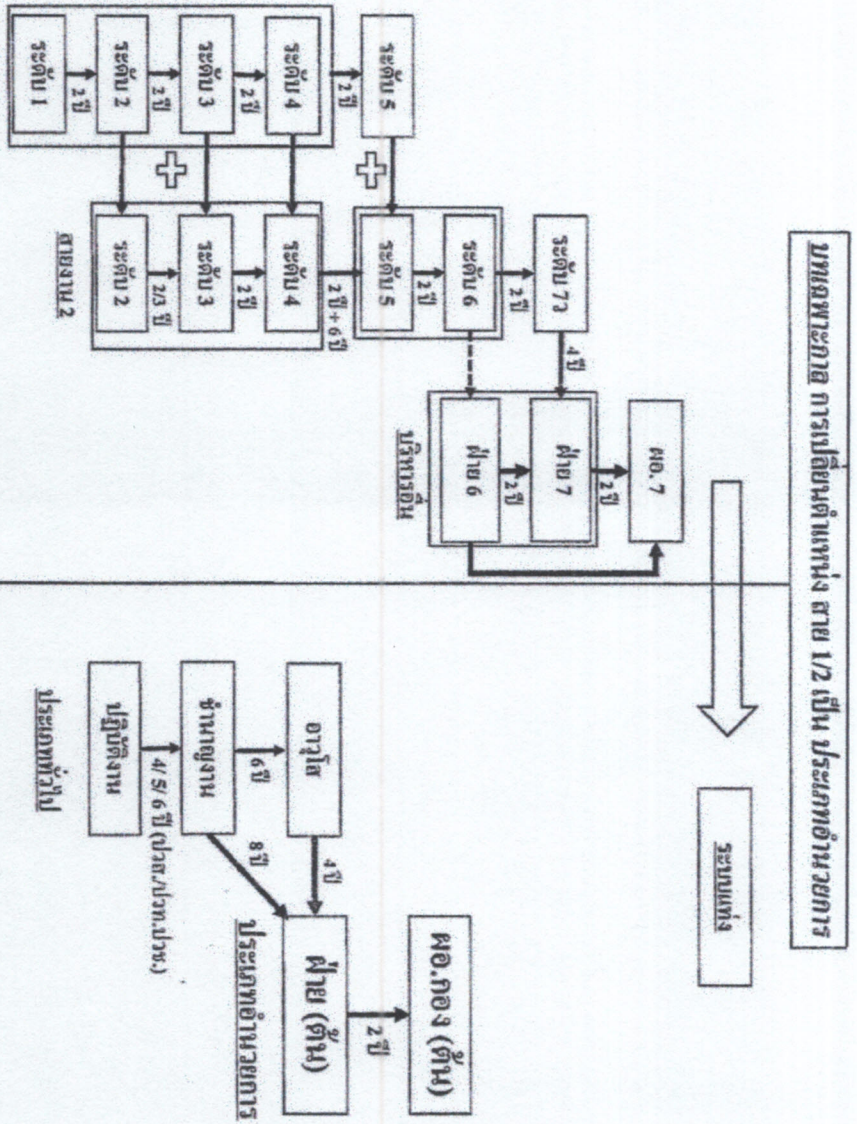 บทเฉพาะกาล การเปลี่ยนตำแหน่ง สาย 1/2 เป็น ประเภทอำนวยการ
ระบบแท่ง
ผอ. 7
2 ปี
ระดับ 7ว
4 ปี
ฝ่าย 7
2 ปี
2 ปี
ระดับ 6
ฝ่าย 6
บริหารอื่น
2 ปี
ระดับ 5
ระดับ 5
2 ปี
2 ปี + 6 ปี
ระดับ 4
ระดับ 4
2 ปี
2 ปี
ระดับ 3
ระดับ 3
2 ปี
2/3 ปี
ระดับ 2
ระดับ 2
2 ปี
สายงาน 2
ระดับ 1
ผอ.กอง (ต้น)
2 ปี
อาวุโส
4 ปี
ฝ่าย (ต้น)
6 ปี
8 ปี
ประเภทอำนวยการ
ชำนาญงาน
4/ 5/ 6 ปี (ปวส./ปวท.ปวช.)
ปฏิบัติงาน
ประเภททั่วไป